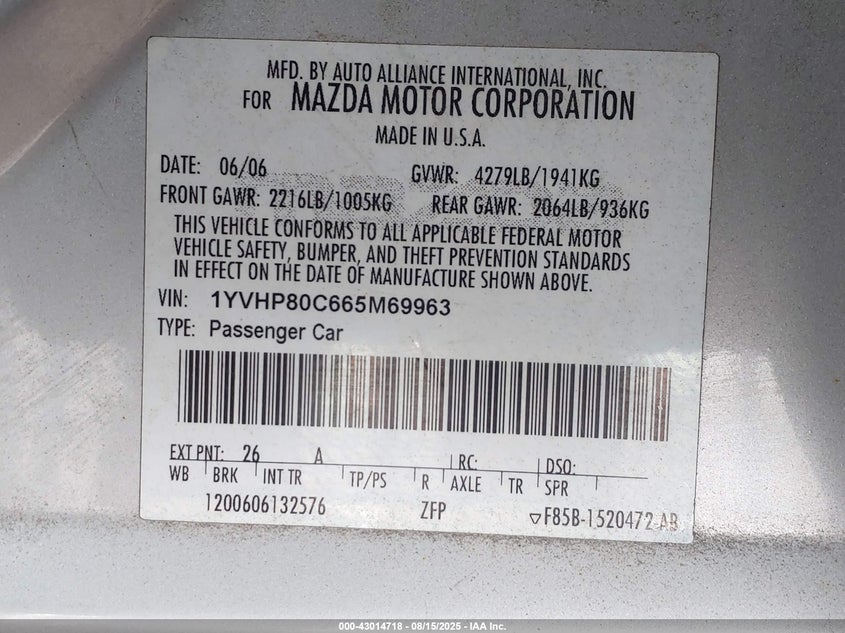 MFD. BY AUTO ALLIANCE INTERNATIONAL, INC.
FOR MAZDA MOTOR CORPORATION
MADE IN U.S.A.
DATE: 06/06 GVWR: 4279LB/1941KG
FRONT GAWR: 2216LB/1005KG REAR GAWR: 2064LB/936KG
THIS VEHICLE CONFORMS TO ALL APPLICABLE FEDERAL MOTOR
VEHICLE SAFETY, BUMPER, AND THEFT PREVENTION STANDARDS
IN EFFECT ON THE DATE OF MANUFACTURE SHOWN ABOVE.
VIN: 1YVHP80C665M69963
TYPE: Passenger Car
EXT PNT: 26 A RC: DSO:
WB BRK INT TR TP/PS R AXLE TR SPR
1200606132576 ZFP ▽F85B-1520472-AB
000-43014718 - 08/15/2025 - IAA Inc.